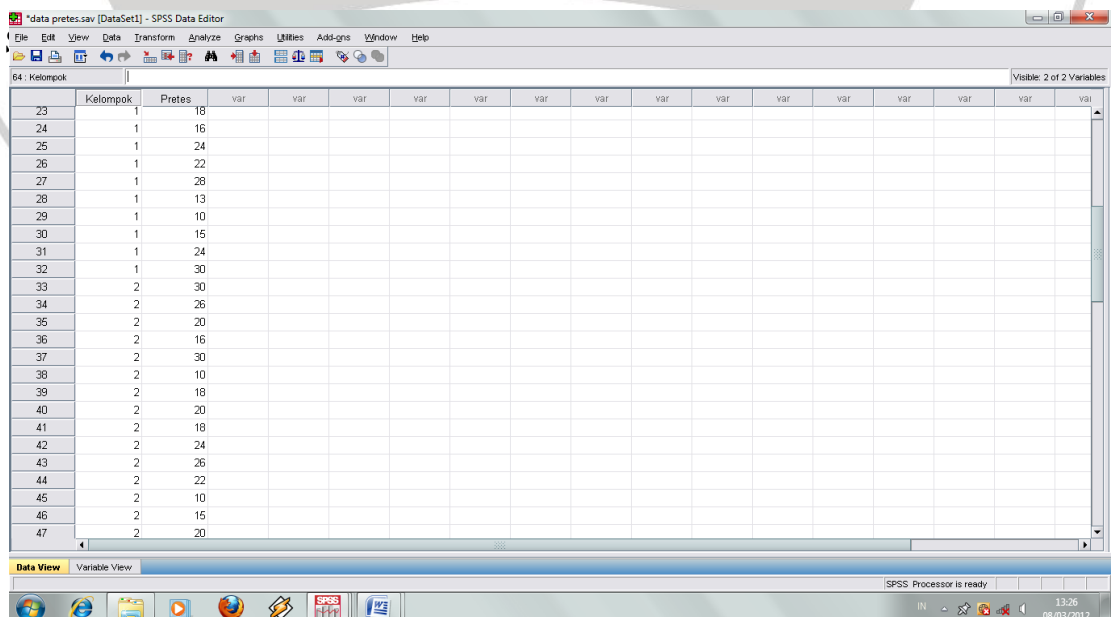 *data pretes.sav [DataSet1] - SPSS Data Editor
File Edit View Data Transform Analyze Graphs Utilities Add-ons Window Help
64 : Kelompok Visible: 2 of 2 Variables
Kelompok Pretes var var var var var var var var var var var var var var var
23 1 18
24 1 16
25 1 24
26 1 22
27 1 28
28 1 13
29 1 10
30 1 15
31 1 24
32 1 30
33 2 30
34 2 26
35 2 20
36 2 16
37 2 30
38 2 10
39 2 18
40 2 20
41 2 18
42 2 24
43 2 26
44 2 22
45 2 10
46 2 15
47 2 20
Data View Variable View
SPSS Processor is ready
SPSS
IN 13:26
08/03/2012